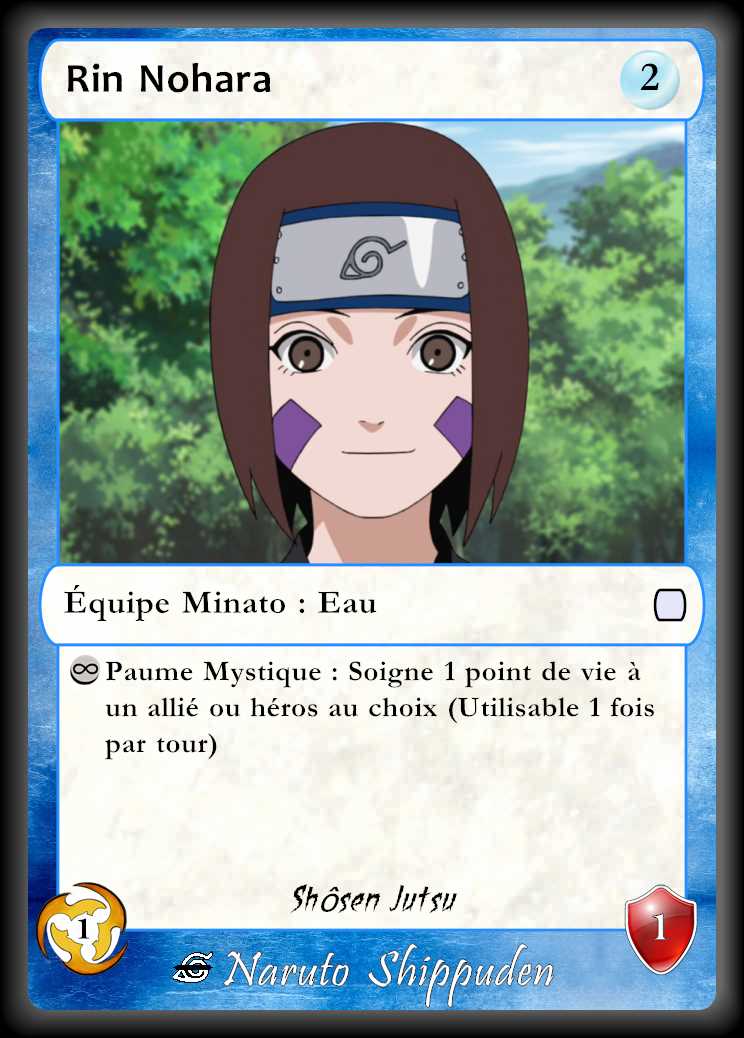 Rin Nohara
2
Équipe Minato : Eau
Paume Mystique : Soigne 1 point de vie à
un allié ou héros au choix (Utilisable 1 fois
par tour)
Shôsen Jutsu
1
1
Naruto Shippuden